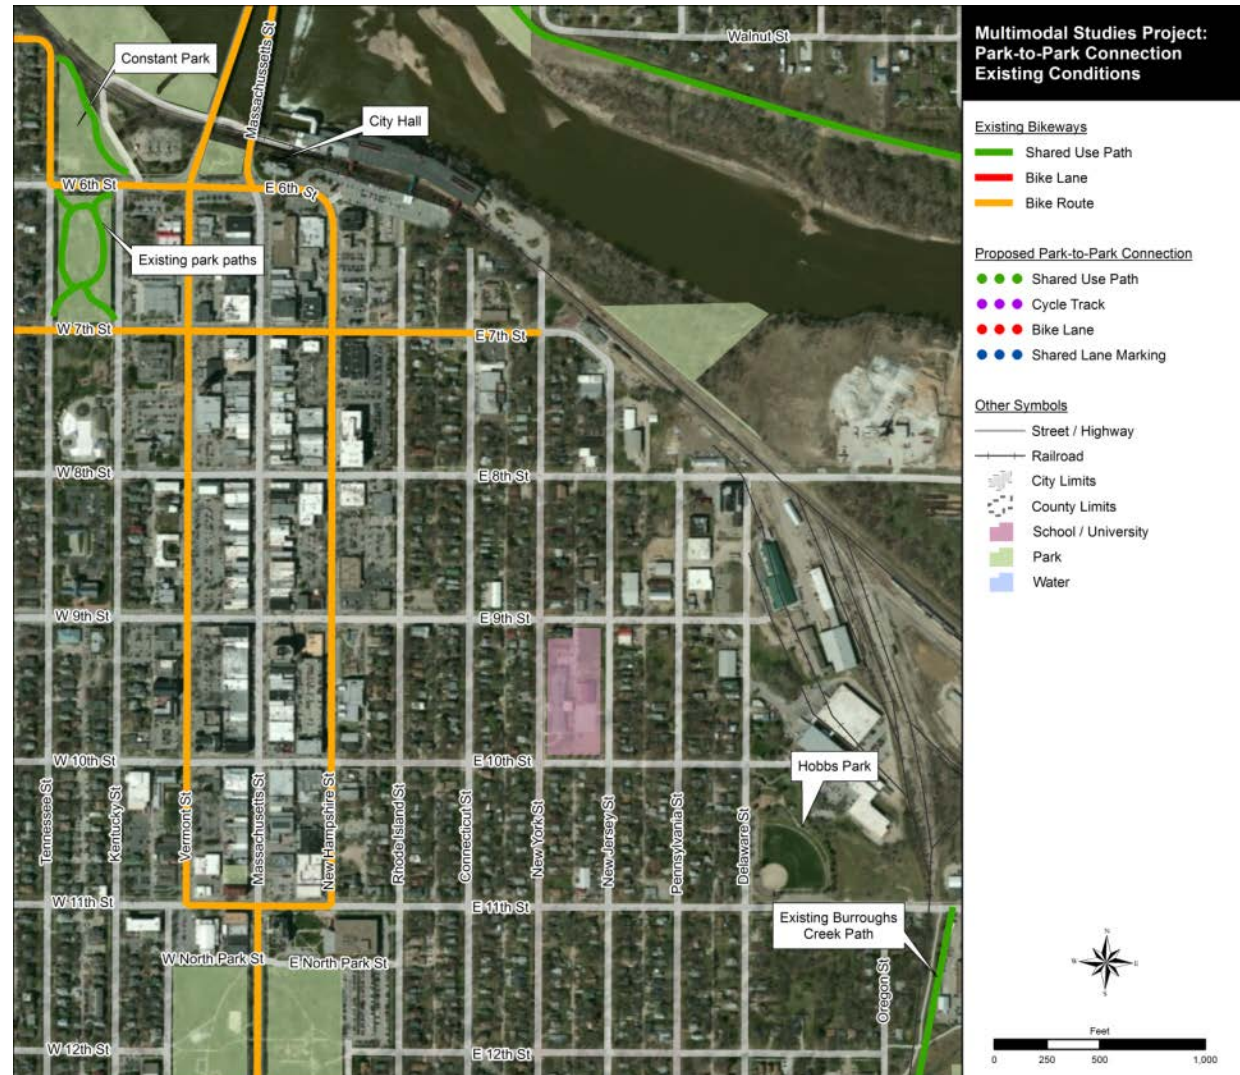 Multimodal Studies Project:
Park-to-Park Connection
Existing Conditions
Existing Bikeways
Shared Use Path
Bike Lane
Bike Route
Proposed Park-to-Park Connection
Shared Use Path
Cycle Track
Bike Lane
Shared Lane Marking
Other Symbols
Street / Highway
Railroad
City Limits
County Limits
School / University
Park
Water
N
W E
S
Feet
0 250 500 1,000
Walnut St
Massachussetts St
Constant Park
City Hall
W 6th St
E 6th St
Existing park paths
W 7th St
E 7th St
W 8th St
E 8th St
W 9th St
E 9th St
W 10th St
E 10th St
Hobbs Park
Tennessee St
Kentucky St
Vermont St
Massachusetts St
New Hampshire St
Rhode Island St
Connecticut St
New York St
New Jersey St
Pennsylvania St
Delaware St
W 11th St
E 11th St
Existing Burroughs
Creek Path
W North Park St
E North Park St
Oregon St
W 12th St
E 12th St